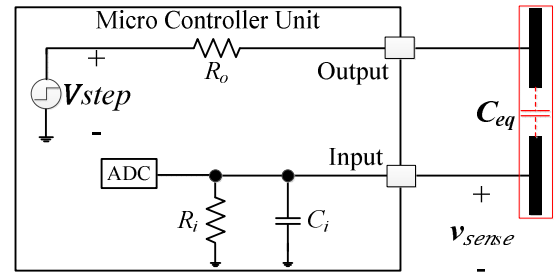 Micro Controller Unit
+
Vstep
-
Ro
Output
Ceq
Input
ADC
Ri
Ci
+
vsense
-